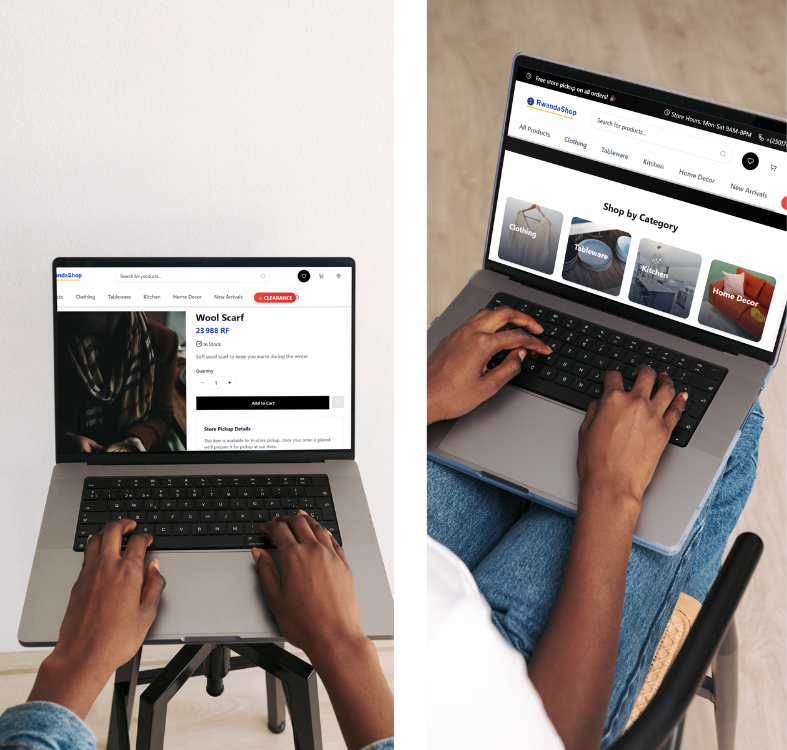 andaShop
Search for products...
cts
Clothing
Tableware
Kitchen
Home Decor
New Arrivals
CLEARANCE
Wool Scarf
23 988 RF
In Stock
Soft wool scarf to keep you warm during the winter.
Quantity
− 1 +
Add to Cart
Store Pickup Details
This item is available for in-store pickup. Once your order is placed,
we'll prepare it for pickup at our store.
Free store pickup on all orders! 🎉
Store Hours: Mon-Sat 9AM-8PM
+(250)7
RwandaShop
Search for products...
All Products
Clothing
Tableware
Kitchen
Home Decor
New Arrivals
Shop by Category
Clothing
Tableware
Kitchen
Home Decor